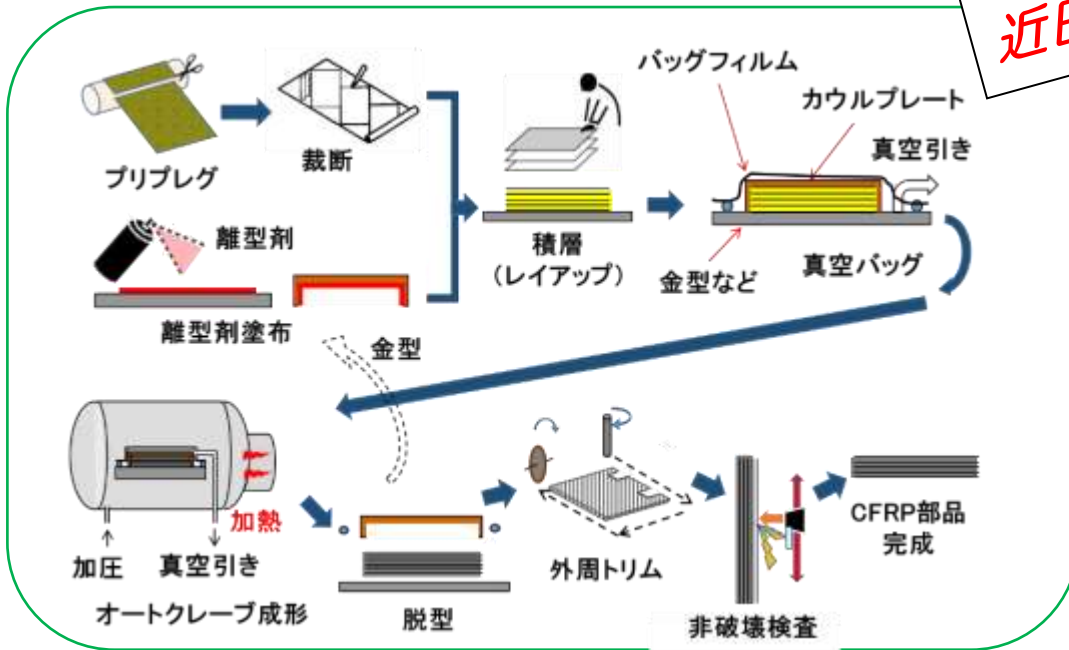 近日
バッグフィルム
カウルプレート
真空引き
プリプレグ
裁断
離型剤
積層
(レイアップ)
金型など
真空バッグ
離型剤塗布
金型
加熱
加圧
真空引き
オートクレーブ成形
脱型
外周トリム
非破壊検査
CFRP部品
完成